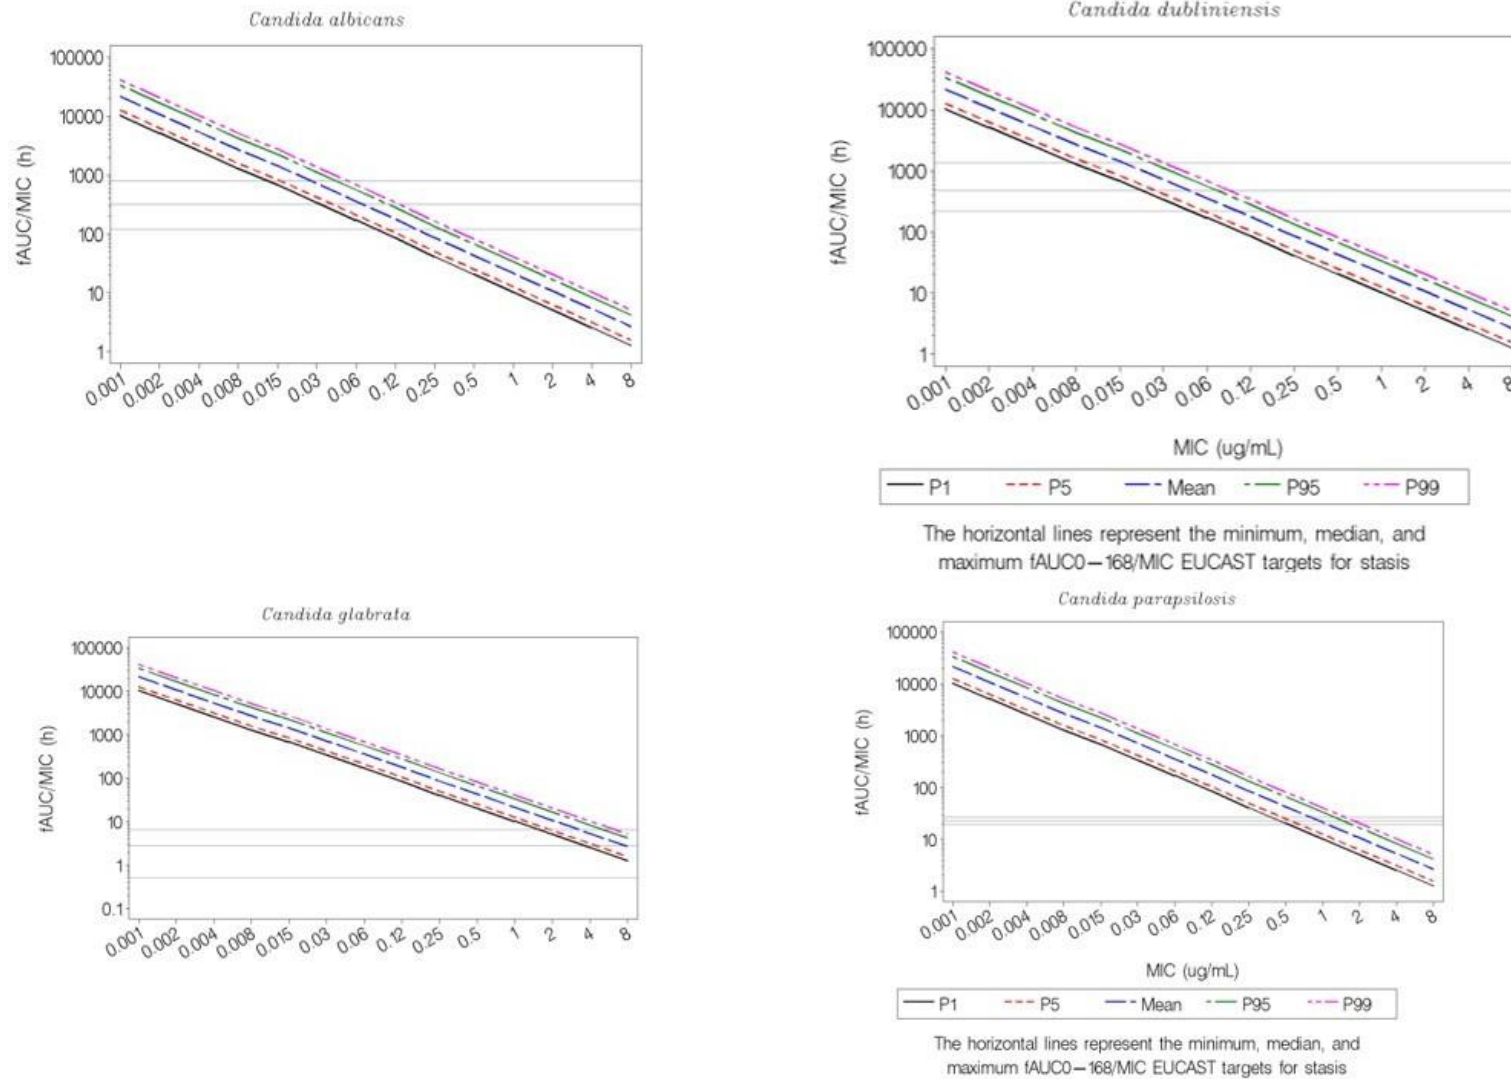 Candida albicans
100000
10000
1000
100
10
1
fAUC/MIC (h)
0.001 0.002 0.004 0.008 0.015 0.03 0.06 0.12 0.25 0.5 1 2 4 8
Candida dubliniensis
100000
10000
1000
100
10
1
fAUC/MIC (h)
0.001 0.002 0.004 0.008 0.015 0.03 0.06 0.12 0.25 0.5 1 2 4 8
MIC (ug/mL)
P1 P5 Mean P95 P99
The horizontal lines represent the minimum, median, and
maximum fAUC0−168/MIC EUCAST targets for stasis
Candida glabrata
100000
10000
1000
100
10
1
0.1
fAUC/MIC (h)
0.001 0.002 0.004 0.008 0.015 0.03 0.06 0.12 0.25 0.5 1 2 4 8
Candida parapsilosis
100000
10000
1000
100
10
1
fAUC/MIC (h)
0.001 0.002 0.004 0.008 0.015 0.03 0.06 0.12 0.25 0.5 1 2 4 8
MIC (ug/mL)
P1 P5 Mean P95 P99
The horizontal lines represent the minimum, median, and
maximum fAUC0−168/MIC EUCAST targets for stasis